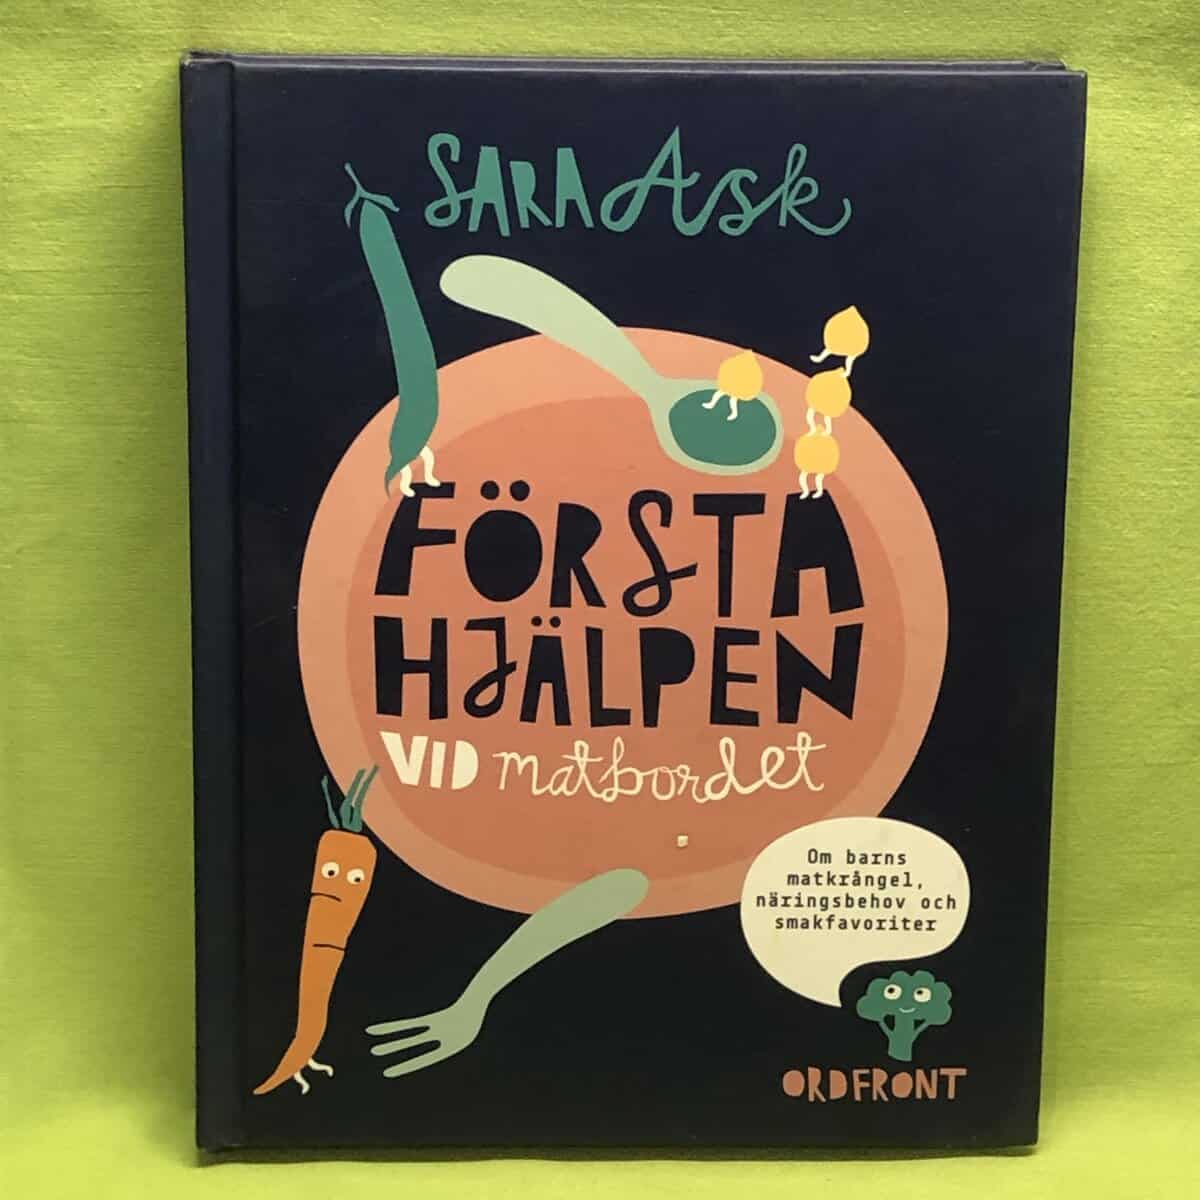 SARA Ask
FÖRSTA
HJÄLPEN
VID matbordet
Om barns
matkrångel,
näringsbehov och
smakfavoriter
ORDFRONT